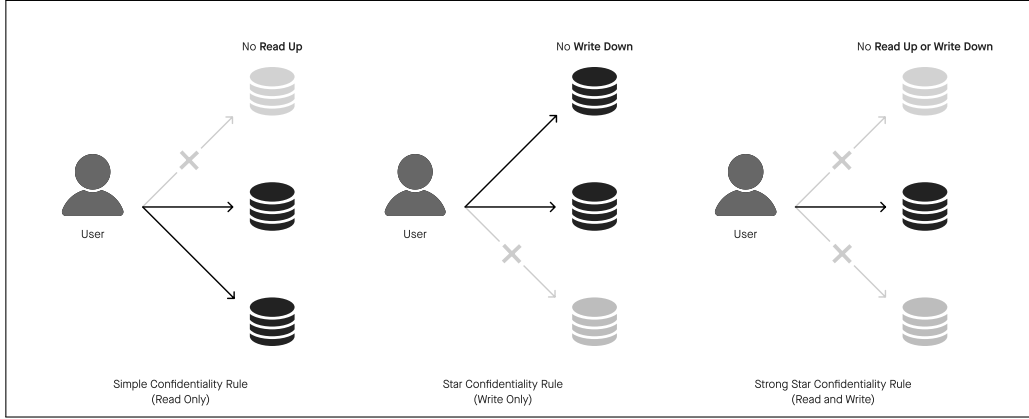 No Read Up
No Write Down
No Read Up or Write Down
User
User
User
Simple Confidentiality Rule
(Read Only)
Star Confidentiality Rule
(Write Only)
Strong Star Confidentiality Rule
(Read and Write)